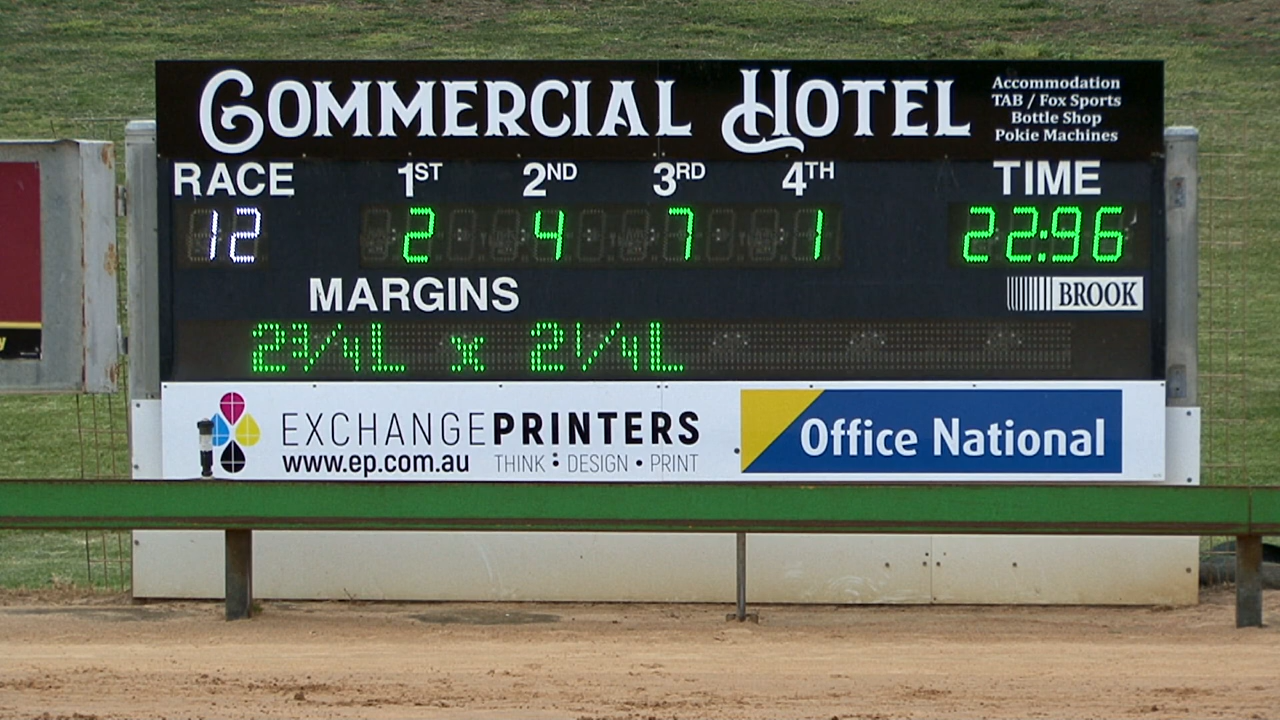 COMMERCIAL HOTEL
Accommodation
TAB / Fox Sports
Bottle Shop
Pokie Machines
RACE 1ST 2ND 3RD 4TH TIME
12 2 4 7 1 22:96
MARGINS
BROOK
2¾L x 2¼L
EXCHANGEPRINTERS
www.ep.com.au THINK • DESIGN • PRINT
Office National